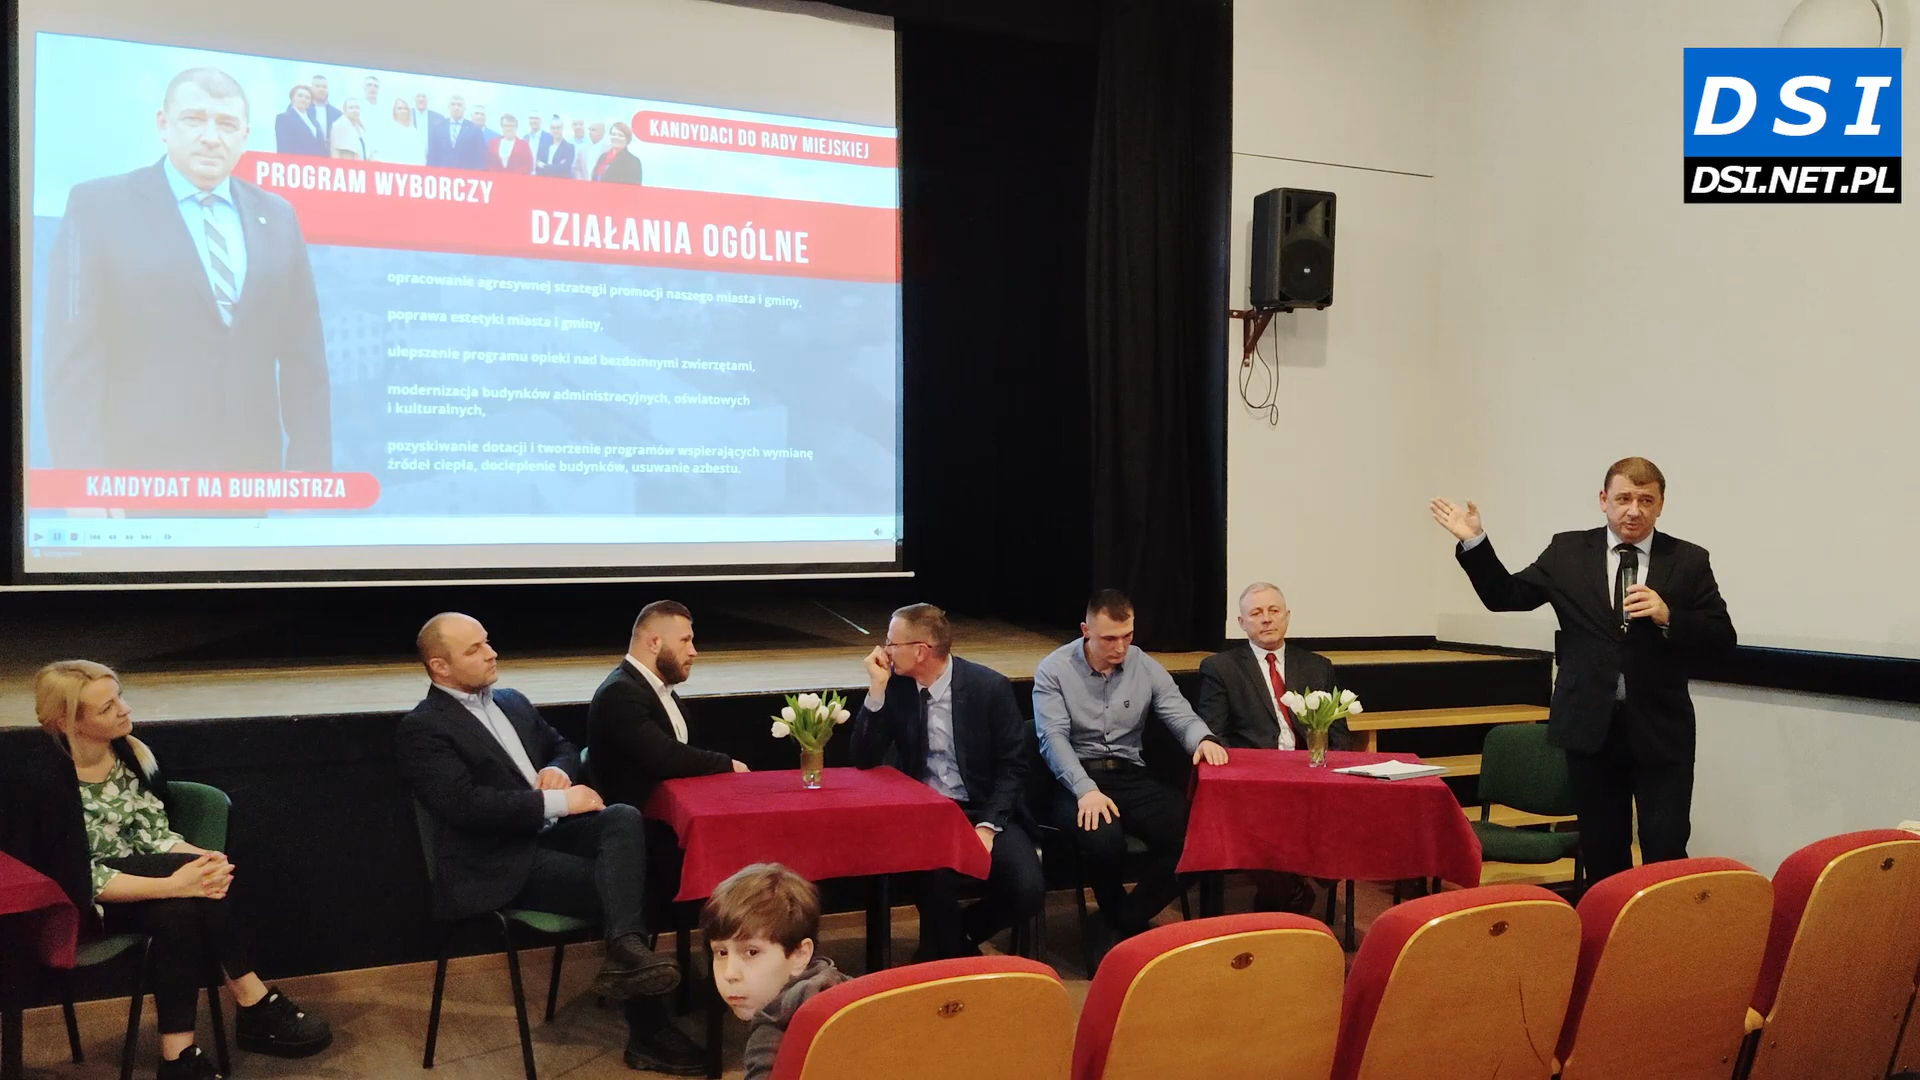 DSI
DSI.NET.PL
KANDYDACI DO RADY MIEJSKIEJ
PROGRAM WYBORCZY
DZIAŁANIA OGÓLNE
opracowanie agresywnej strategii promocji naszego miasta i gminy,
poprawa estetyki miasta i gminy,
ulepszenie programu opieki nad bezdomnymi zwierzętami,
modernizacja budynków administracyjnych, oświatowych
i kulturalnych,
pozyskiwanie dotacji i tworzenie programów wspierających wymianę
źródeł ciepła, docieplenie budynków, usuwanie azbestu.
KANDYDAT NA BURMISTRZA
12